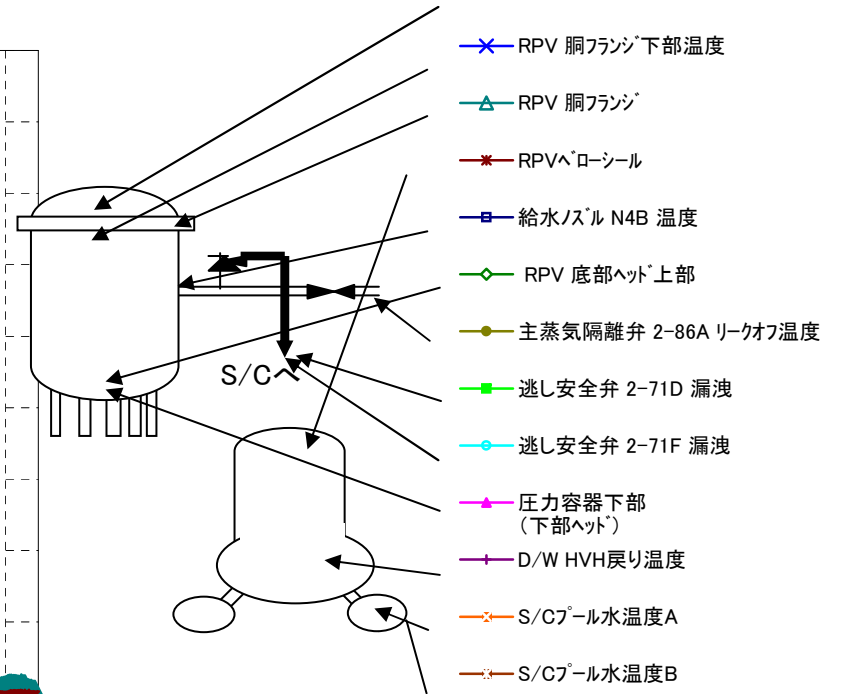 RPV 胴ﾌﾗﾝｼﾞ下部温度
RPV 胴ﾌﾗﾝｼﾞ
RPVﾍﾞﾛｰｼｰﾙ
給水ﾉｽﾞﾙ N4B 温度
RPV 底部ﾍｯﾄﾞ上部
主蒸気隔離弁 2-86A ﾘｰｸｵﾌ温度
逃し安全弁 2-71D 漏洩
逃し安全弁 2-71F 漏洩
圧力容器下部
(下部ﾍｯﾄﾞ)
D/W HVH戻り温度
S/Cﾌﾟｰﾙ水温度A
S/Cﾌﾟｰﾙ水温度B
S/Cへ